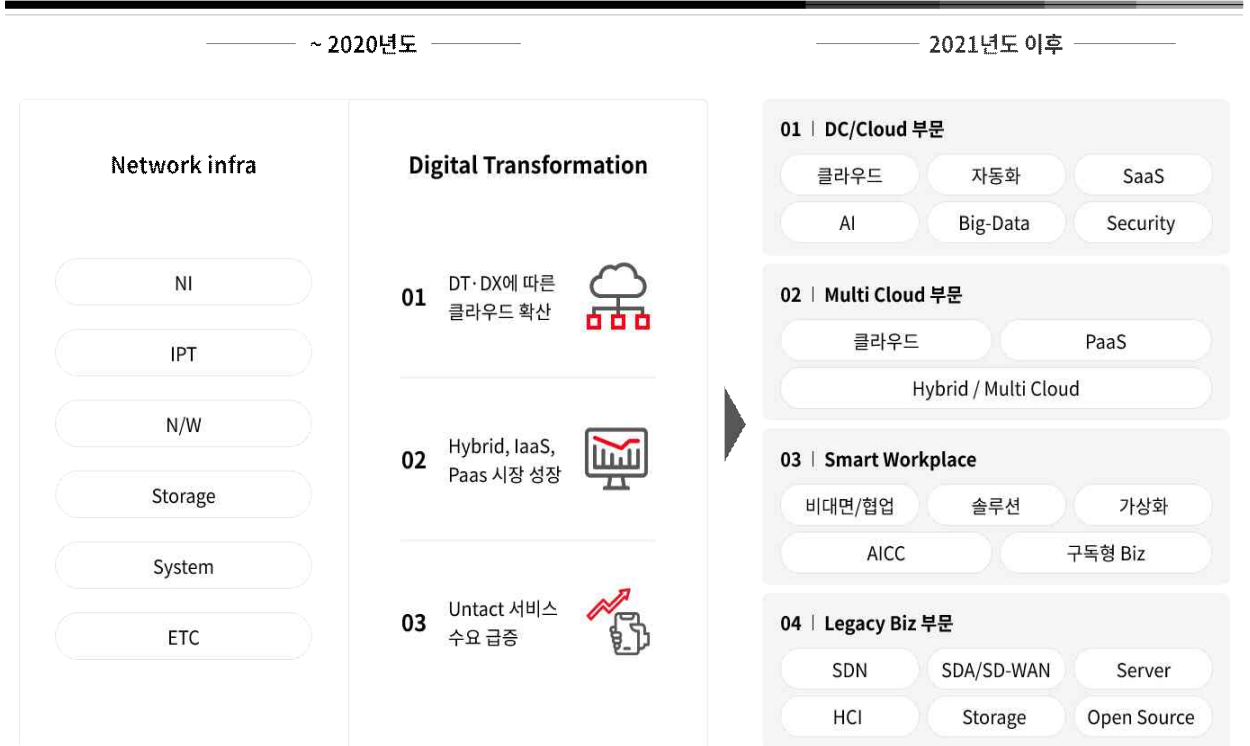 ~ 2020년도
2021년도 이후
Network infra
NI
IPT
N/W
Storage
System
ETC
Digital Transformation
01
DT·DX에 따른
클라우드 확산
02
Hybrid, IaaS,
Paas 시장 성장
03
Untact 서비스
수요 급증
01 | DC/Cloud 부문
클라우드 자동화 SaaS
AI Big-Data Security
02 | Multi Cloud 부문
클라우드 PaaS
Hybrid / Multi Cloud
03 | Smart Workplace
비대면/협업 솔루션 가상화
AICC 구독형 Biz
04 | Legacy Biz 부문
SDN SDA/SD-WAN Server
HCI Storage Open Source